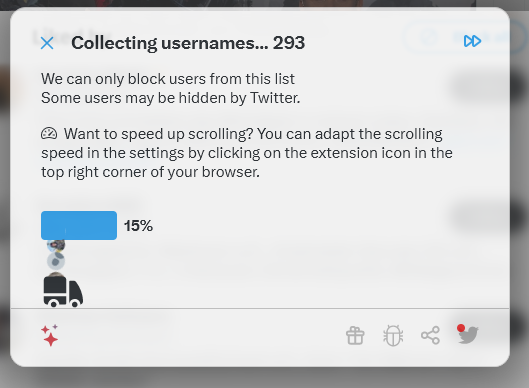 Collecting usernames... 293
We can only block users from this list
Some users may be hidden by Twitter.
Want to speed up scrolling? You can adapt the scrolling
speed in the settings by clicking on the extension icon in the
top right corner of your browser.
15%